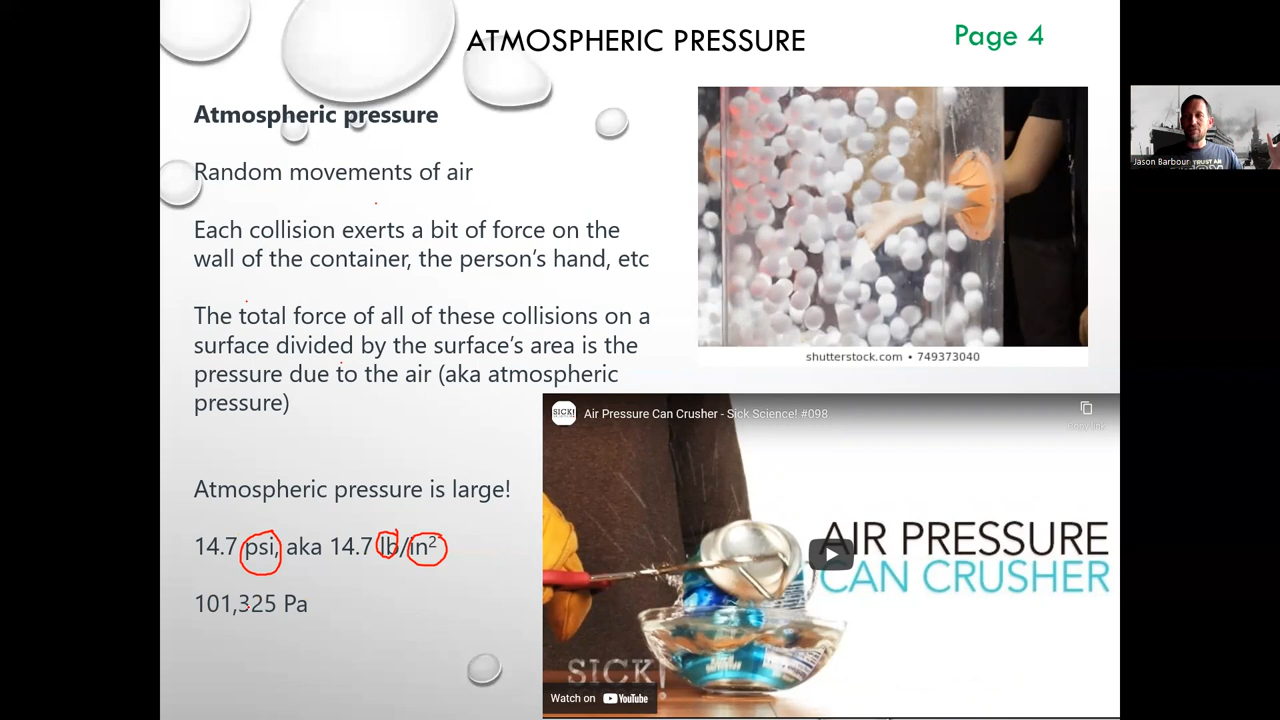 ATMOSPHERIC PRESSURE
Page 4
Atmospheric pressure
Random movements of air
Each collision exerts a bit of force on the
wall of the container, the person’s hand, etc
The total force of all of these collisions on a
surface divided by the surface’s area is the
pressure due to the air (aka atmospheric
pressure)
Atmospheric pressure is large!
14.7 psi, aka 14.7 lb/in²
101,325 Pa
shutterstock.com • 749373040
SICK!
Air Pressure Can Crusher - Sick Science! #098
Copy link
AIR PRESSURE
CAN CRUSHER
SICK!
Watch on YouTube
Jason Barbour
TRUST